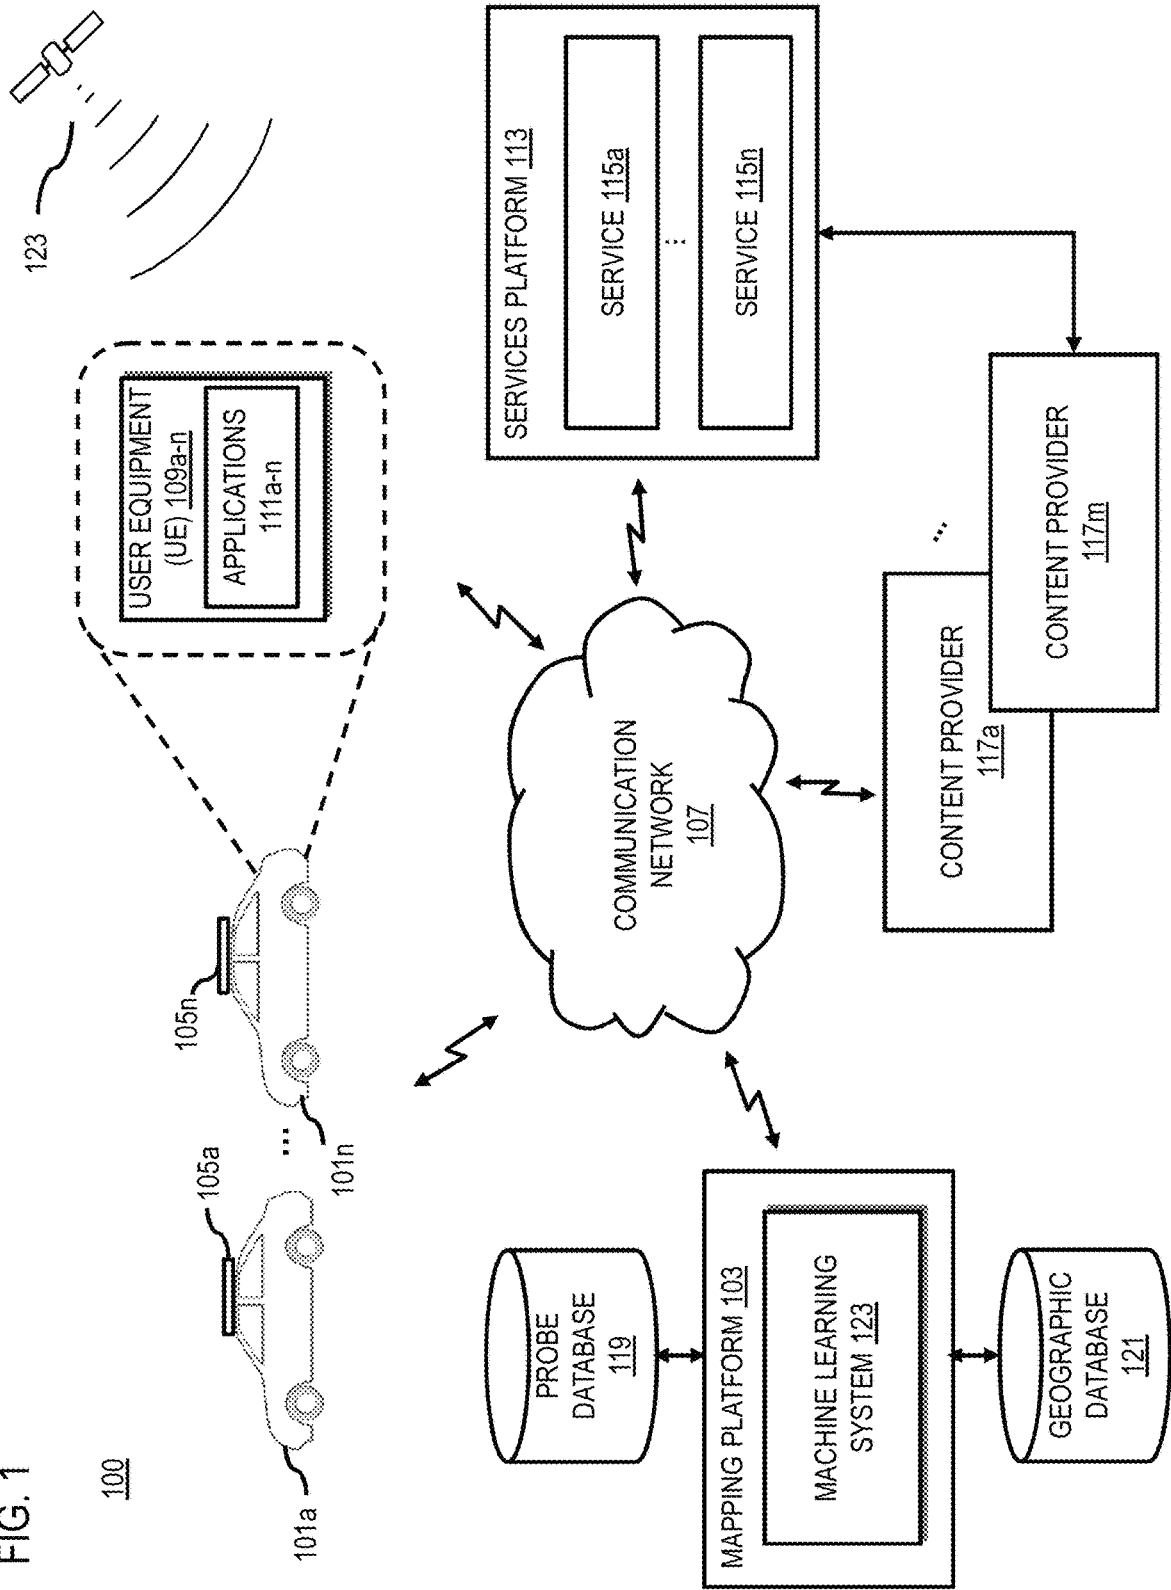 FIG. 1
100
123
USER EQUIPMENT
(UE) 109a-n
APPLICATIONS
111a-n
105a
105n
101a
...
101n
SERVICES PLATFORM 113
SERVICE 115a
...
SERVICE 115n
COMMUNICATION
NETWORK
107
PROBE
DATABASE
119
MAPPING PLATFORM 103
MACHINE LEARNING
SYSTEM 123
GEOGRAPHIC
DATABASE
121
CONTENT PROVIDER
117a
...
CONTENT PROVIDER
117m